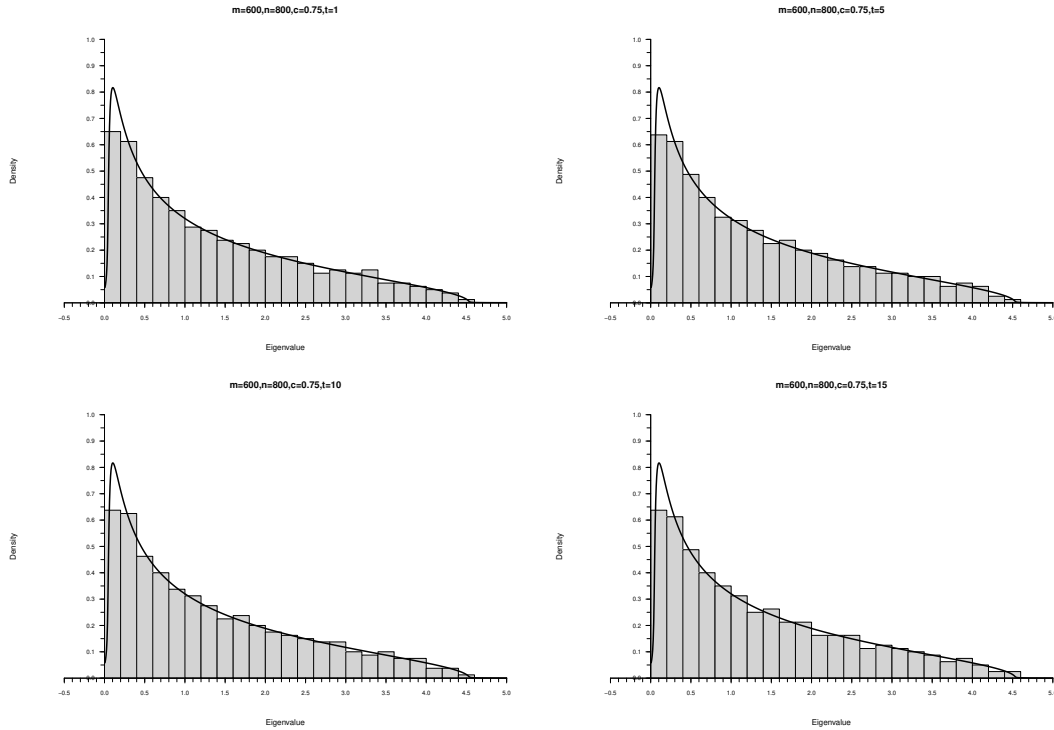 m=600,n=800,c=0.75,t=1
Density
1.0
0.9
0.8
0.7
0.6
0.5
0.4
0.3
0.2
0.1
0.0
−0.5 0.0 0.5 1.0 1.5 2.0 2.5 3.0 3.5 4.0 4.5 5.0
Eigenvalue
m=600,n=800,c=0.75,t=5
Density
1.0
0.9
0.8
0.7
0.6
0.5
0.4
0.3
0.2
0.1
0.0
−0.5 0.0 0.5 1.0 1.5 2.0 2.5 3.0 3.5 4.0 4.5 5.
Eigenvalue
m=600,n=800,c=0.75,t=10
Density
1.0
0.9
0.8
0.7
0.6
0.5
0.4
0.3
0.2
0.1
0.0
−0.5 0.0 0.5 1.0 1.5 2.0 2.5 3.0 3.5 4.0 4.5 5.0
Eigenvalue
m=600,n=800,c=0.75,t=15
Density
1.0
0.9
0.8
0.7
0.6
0.5
0.4
0.3
0.2
0.1
0.0
−0.5 0.0 0.5 1.0 1.5 2.0 2.5 3.0 3.5 4.0 4.5 5.
Eigenvalue